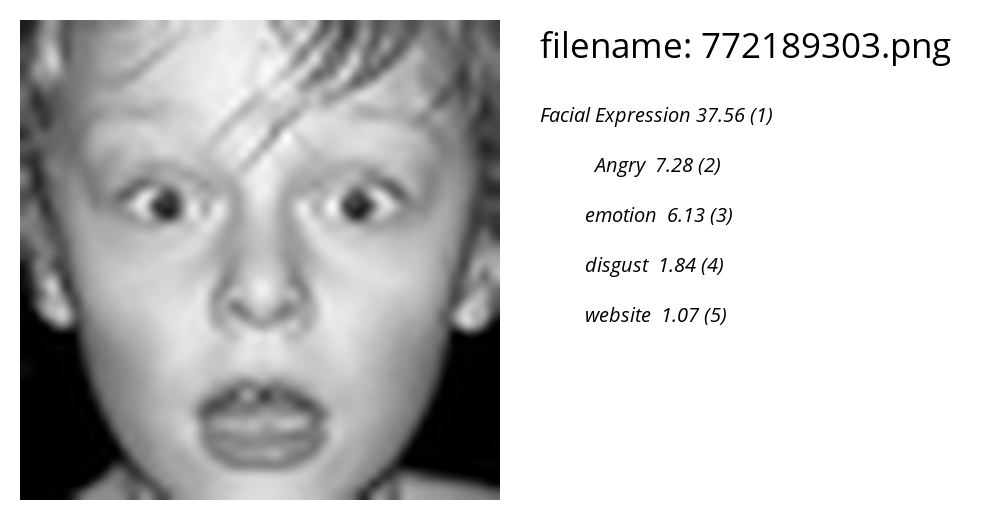 filename: 772189303.png
Facial Expression 37.56 (1)
Angry 7.28 (2)
emotion 6.13 (3)
disgust 1.84 (4)
website 1.07 (5)